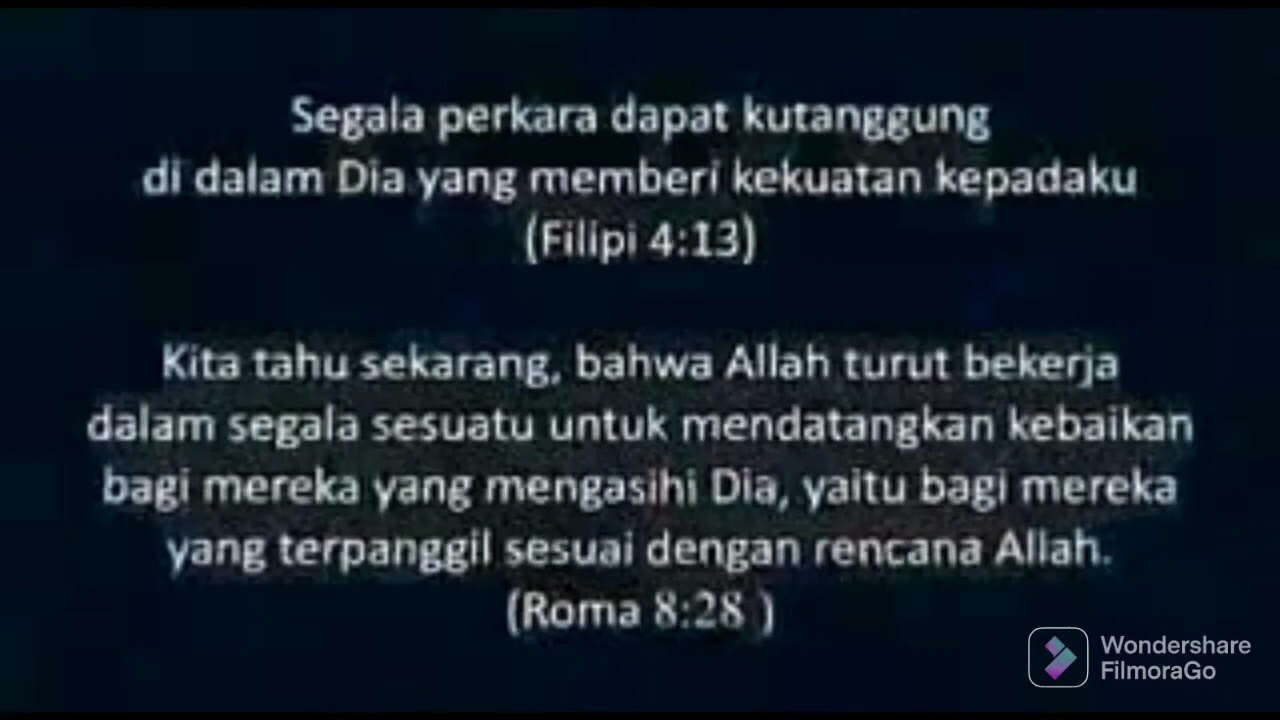 Segala perkara dapat kutanggung
di dalam Dia yang memberi kekuatan kepadaku
(Filipi 4:13)
Kita tahu sekarang, bahwa Allah turut bekerja
dalam segala sesuatu untuk mendatangkan kebaikan
bagi mereka yang mengasihi Dia, yaitu bagi mereka
yang terpanggil sesuai dengan rencana Allah.
(Roma 8:28 )
Wondershare
FilmoraGo